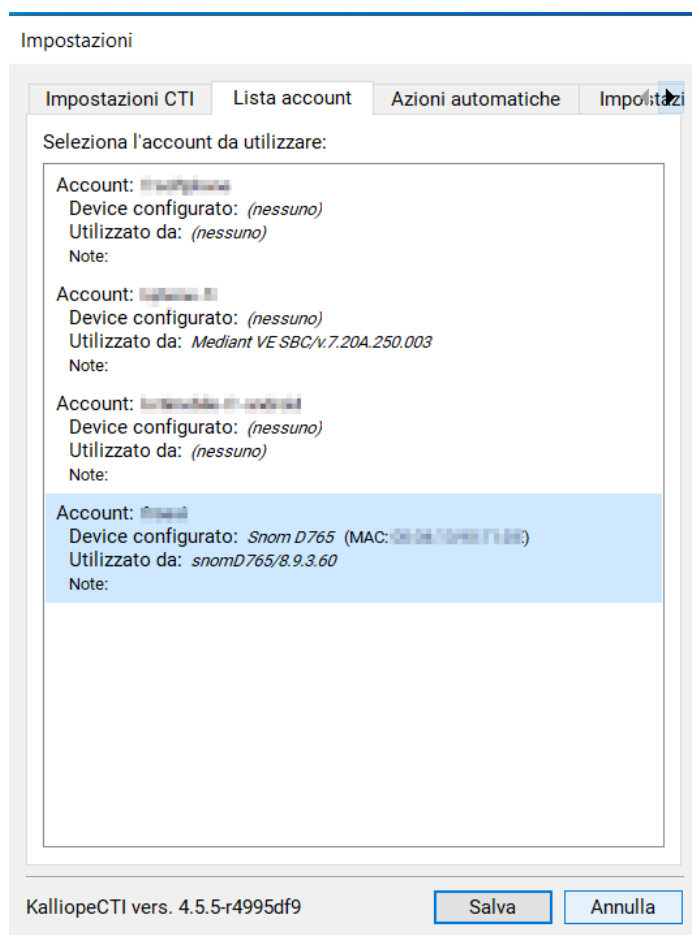 Impostazioni
Impostazioni CTI Lista account Azioni automatiche
Seleziona l'account da utilizzare:
Account:
Device configurato: (nessuno)
Utilizzato da: (nessuno)
Note:
Account:
Device configurato: (nessuno)
Utilizzato da: Mediant VE SBC/v.7.20A.250.003
Note:
Account:
Device configurato: (nessuno)
Utilizzato da: (nessuno)
Note:
Account:
Device configurato: Snom D765 (MAC: )
Utilizzato da: snomD765/8.9.3.60
Note:
KalliopeCTI vers. 4.5.5-r4995df9 Salva Annulla